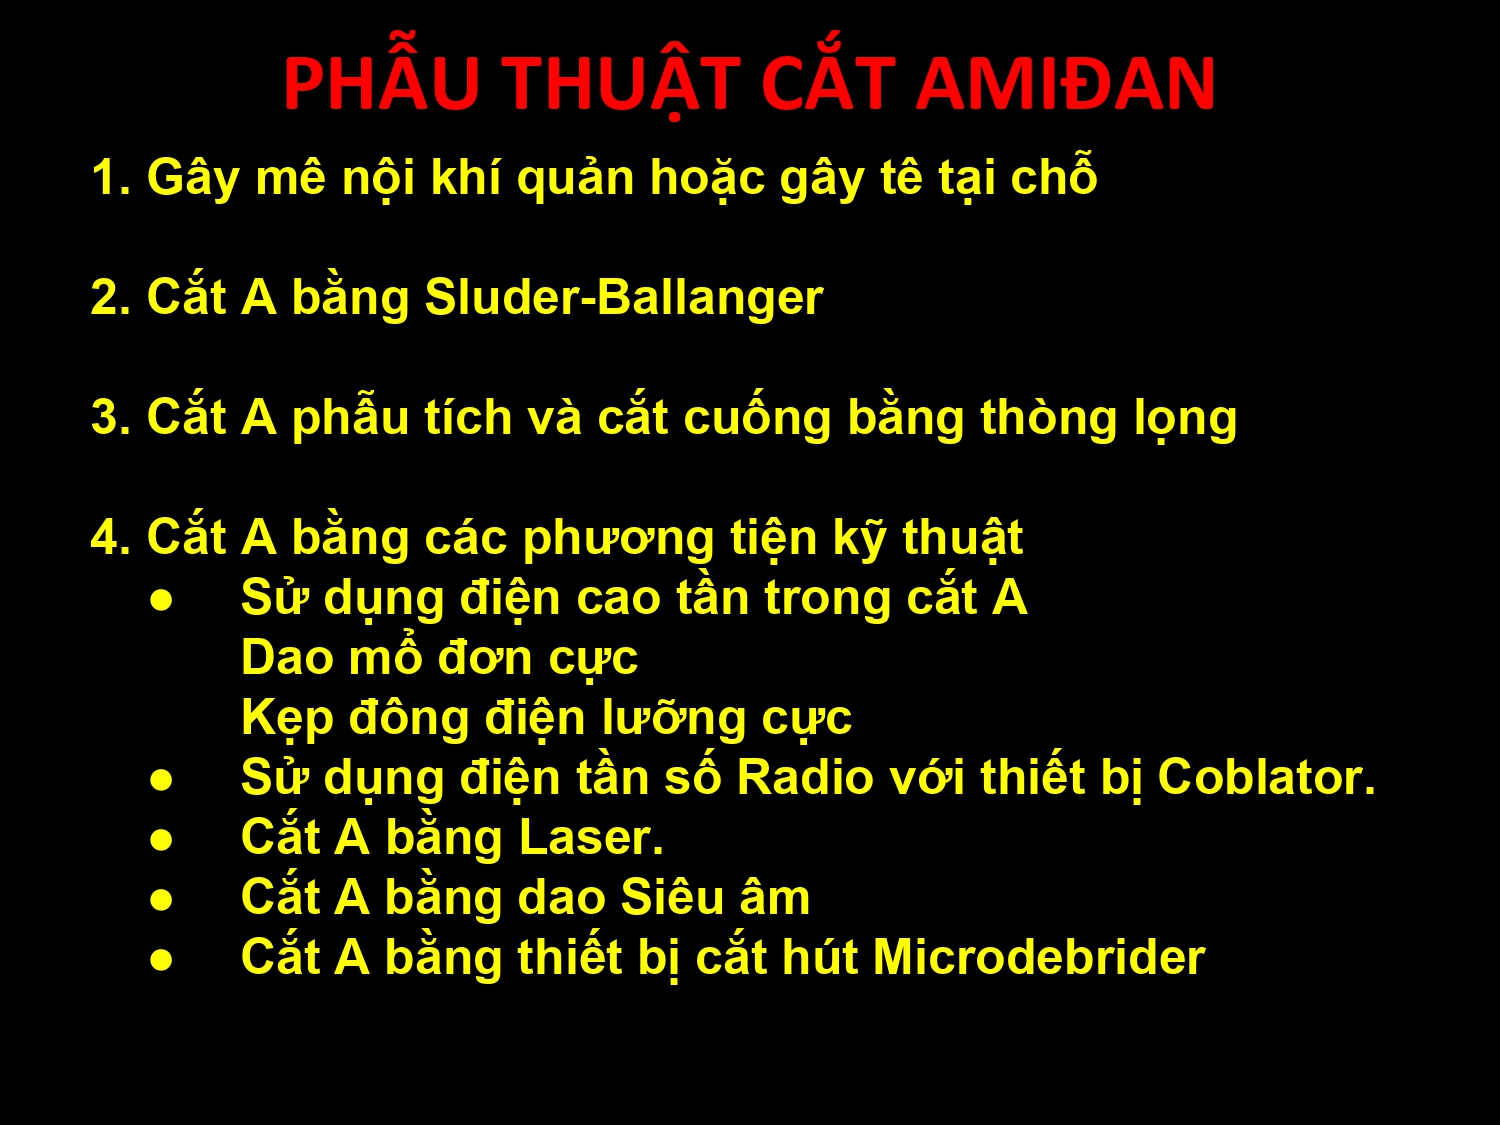 PHẪU THUẬT CẮT AMIĐAN
1. Gây mê nội khí quản hoặc gây tê tại chỗ
2. Cắt A bằng Sluder-Ballanger
3. Cắt A phẫu tích và cắt cuống bằng thòng lọng
4. Cắt A bằng các phương tiện kỹ thuật
● Sử dụng điện cao tần trong cắt A
Dao mổ đơn cực
Kẹp đông điện lưỡng cực
● Sử dụng điện tần số Radio với thiết bị Coblator.
● Cắt A bằng Laser.
● Cắt A bằng dao Siêu âm
● Cắt A bằng thiết bị cắt hút Microdebrider